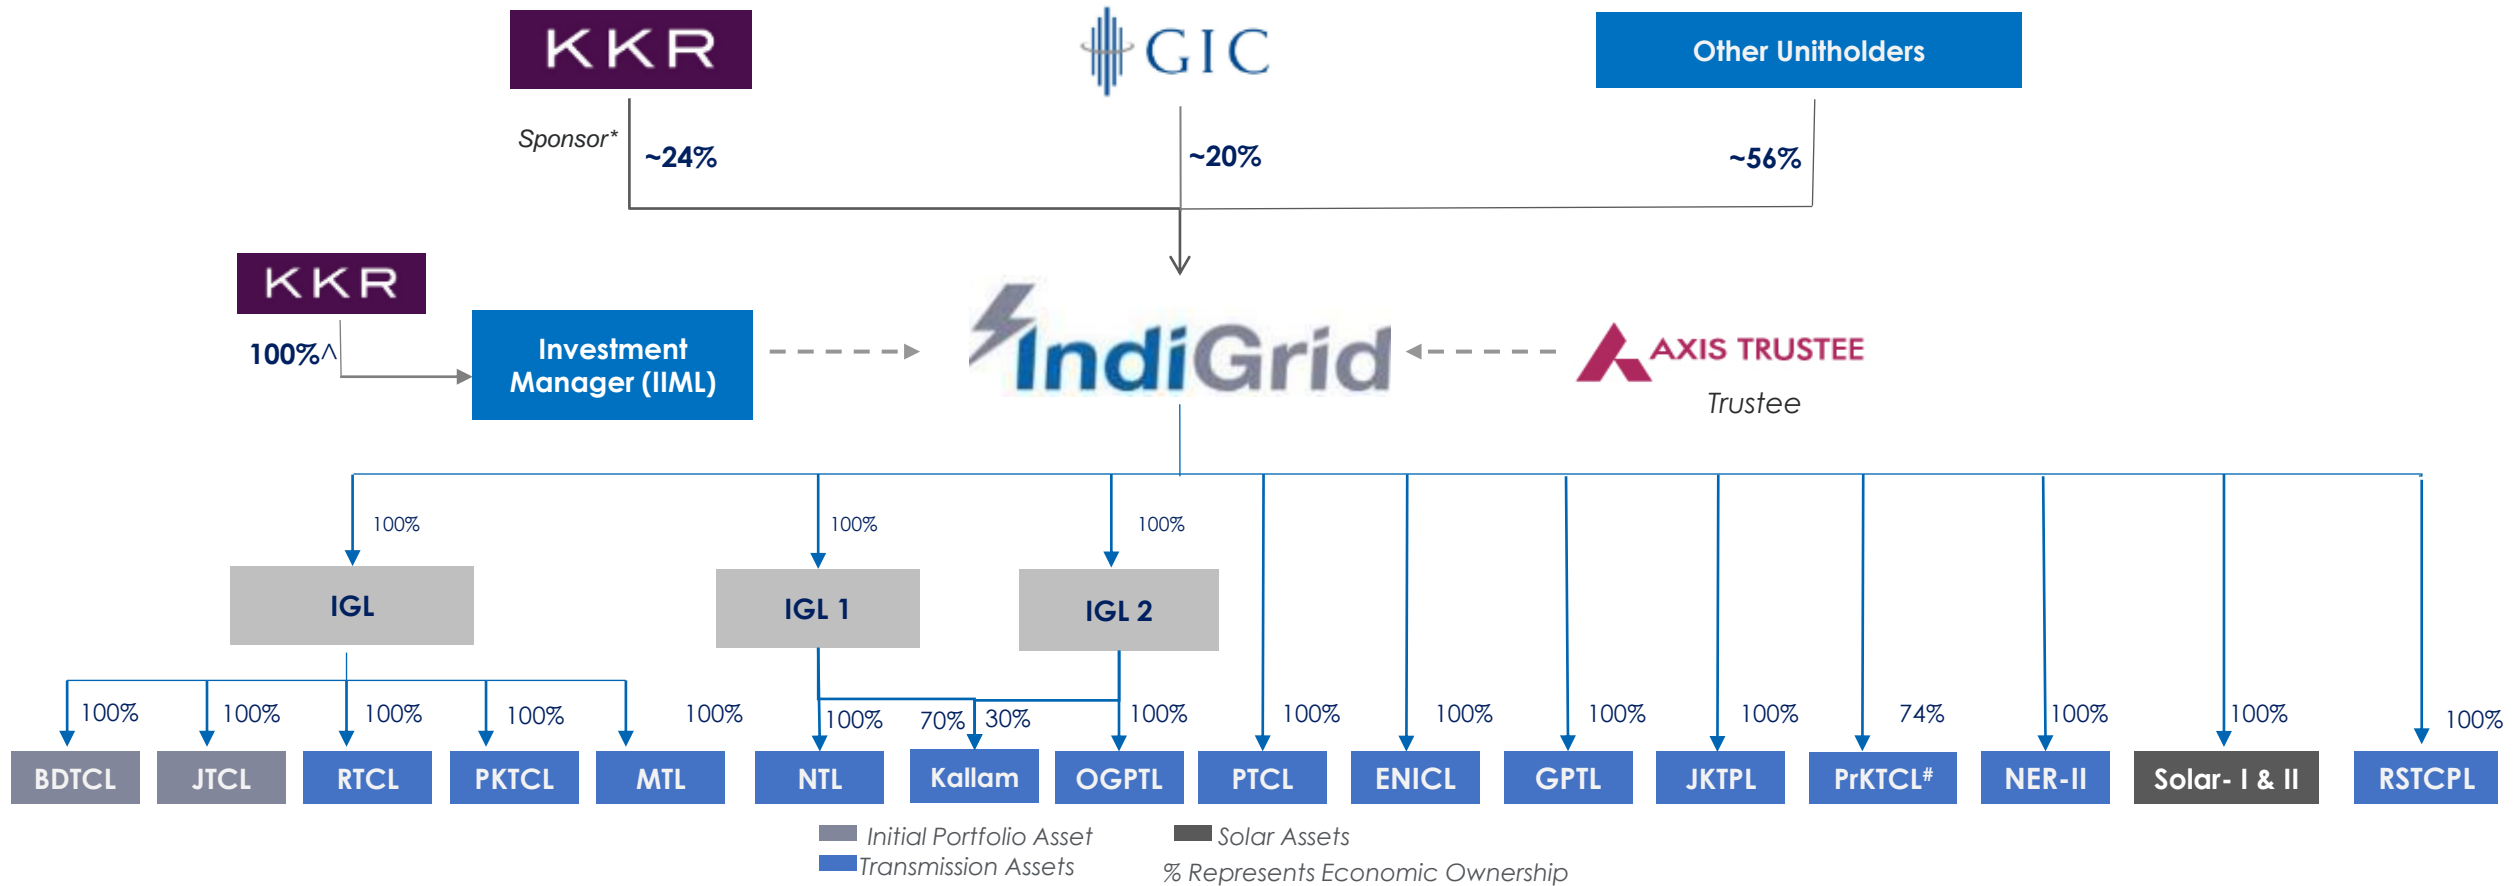 KKR
GIC
Other Unitholders
Sponsor*
~24%
~20%
~56%
KKR
100%^
Investment
Manager (IIML)
IndiGrid
AXIS TRUSTEE
Trustee
100%
100%
100%
IGL
IGL 1
IGL 2
100%
100%
100%
100%
100%
100%
70%
30%
100%
100%
100%
100%
100%
74%
100%
100%
100%
BDTCL
JTCL
RTCL
PKTCL
MTL
NTL
Kallam
OGPTL
PTCL
ENICL
GPTL
JKTPL
PrKTCL#
NER-II
Solar- I & II
RSTCPL
Initial Portfolio Asset
Solar Assets
Transmission Assets
% Represents Economic Ownership